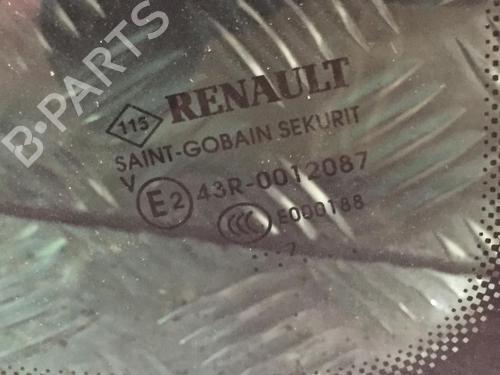 B·PARTS
115 RENAULT
SAINT-GOBAIN SEKURIT
V
E2 43R-0012087
CCC E000188
.. 7 .